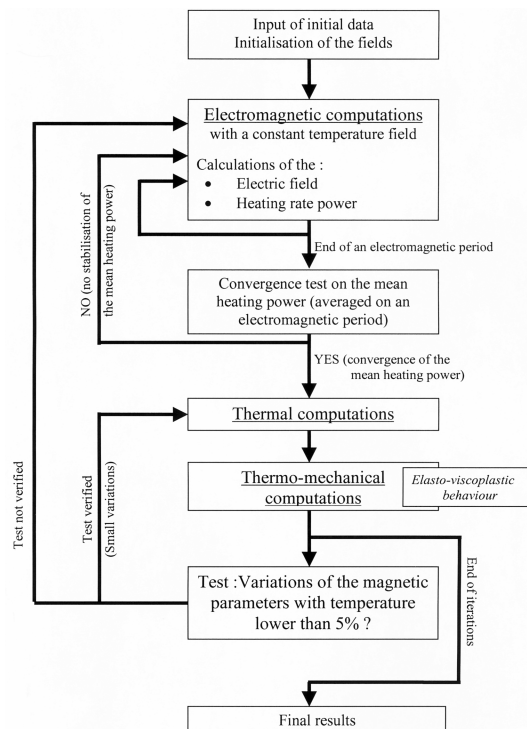 Input of initial data
Initialisation of the fields
Electromagnetic computations
with a constant temperature field
Calculations of the :
• Electric field
• Heating rate power
End of an electromagnetic period
NO (no stabilisation of
the mean heating power)
Convergence test on the mean
heating power (averaged on an
electromagnetic period)
YES (convergence of the
mean heating power)
Thermal computations
Thermo-mechanical
computations
Elasto-viscoplastic
behaviour
Test not verified
Test verified
(Small variations)
Test :Variations of the magnetic
parameters with temperature
lower than 5% ?
End of iterations
Final results